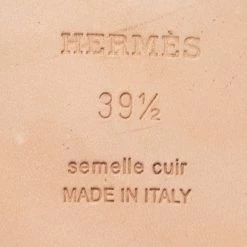 HERMÈS
39½
semelle cuir
MADE IN ITALY